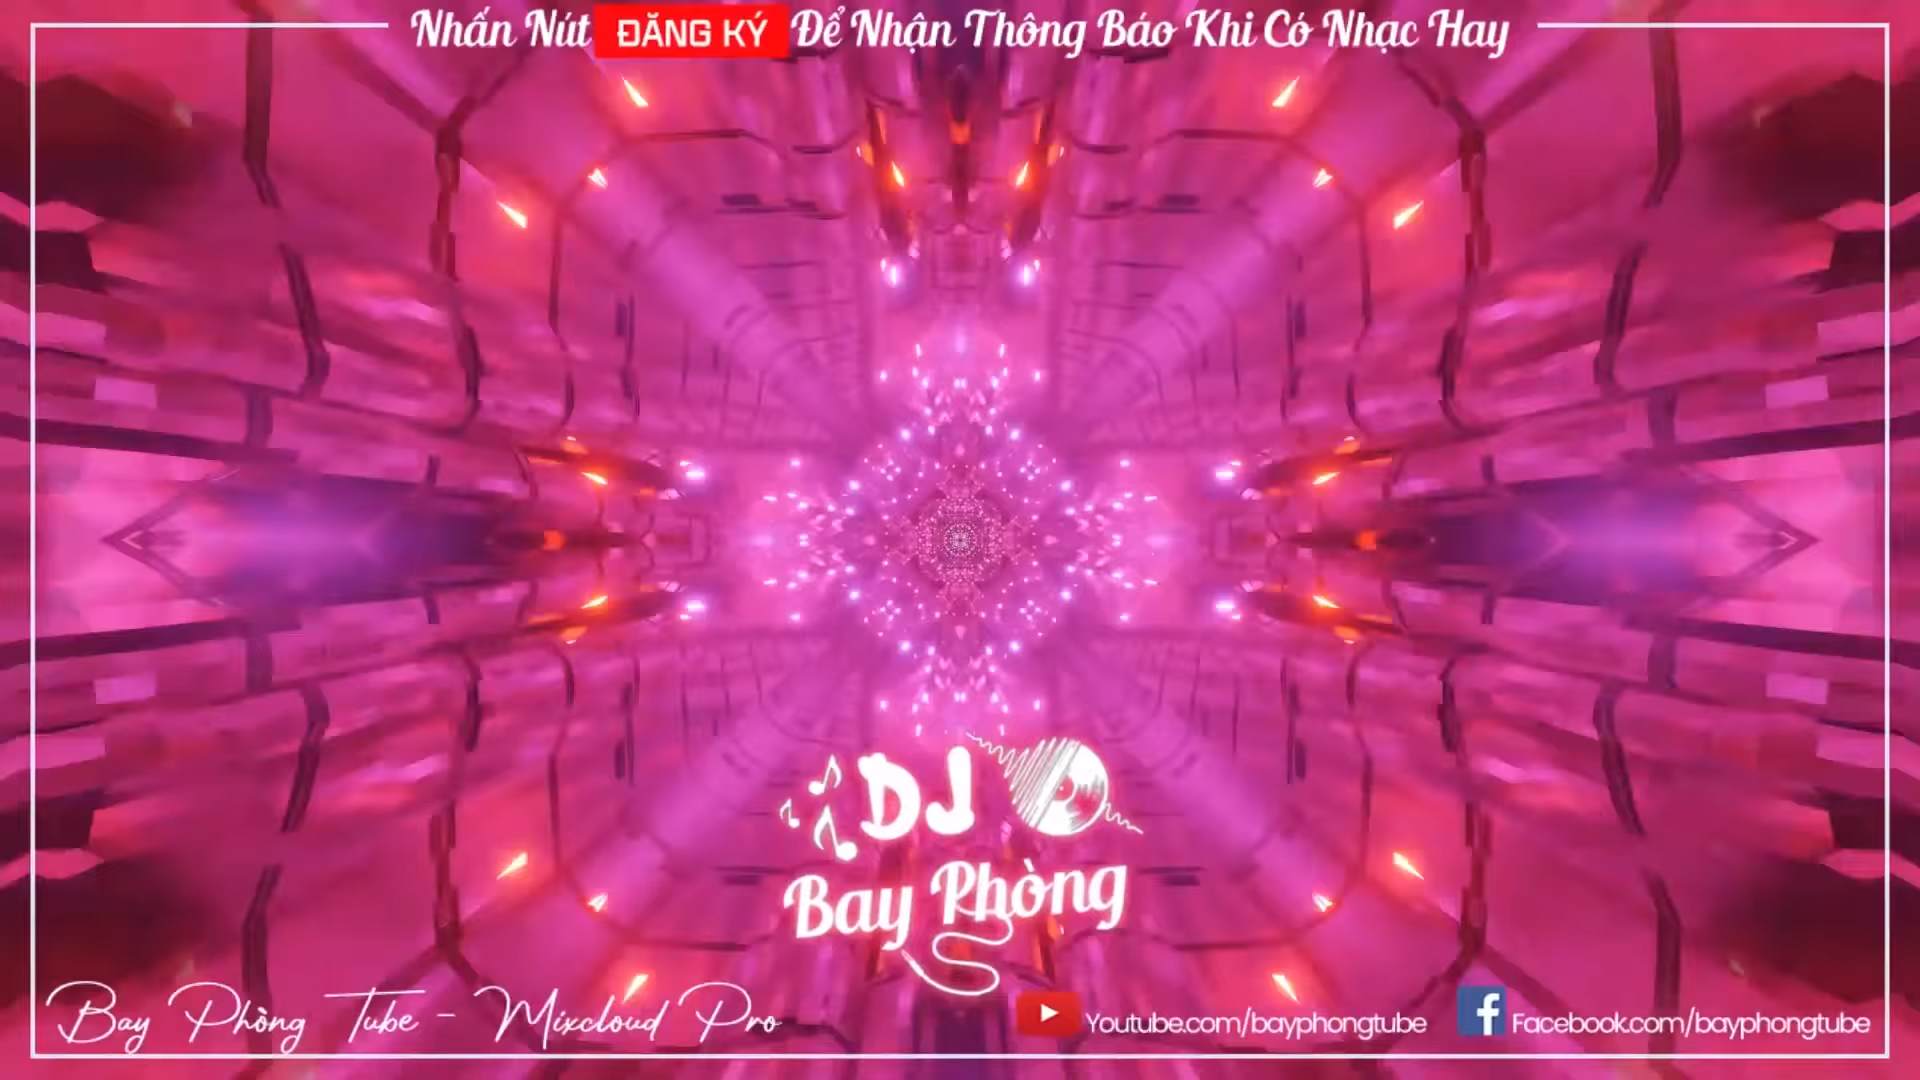 Nhấn Nút ĐĂNG KÝ Để Nhận Thông Báo Khi Có Nhạc Hay
DJ
Bay Phòng
Bay Phòng Tube - Mixcloud Pro
Youtube.com/bayphongtube
Facebook.com/bayphongtube